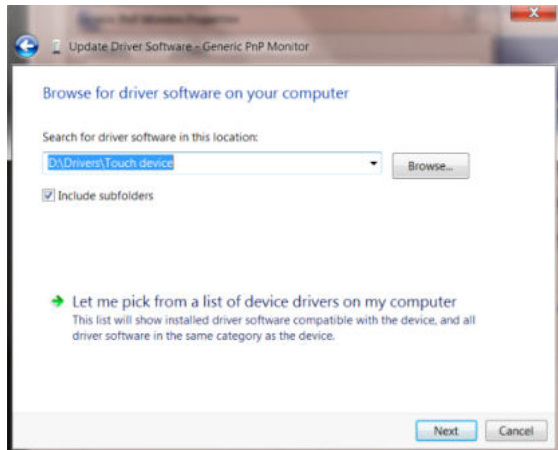 Update Driver Software - Generic PnP Monitor
Browse for driver software on your computer
Search for driver software in this location:
D:\Drivers\Touch device
Browse...
Include subfolders
Let me pick from a list of device drivers on my computer
This list will show installed driver software compatible with the device, and all
driver software in the same category as the device.
Next
Cancel